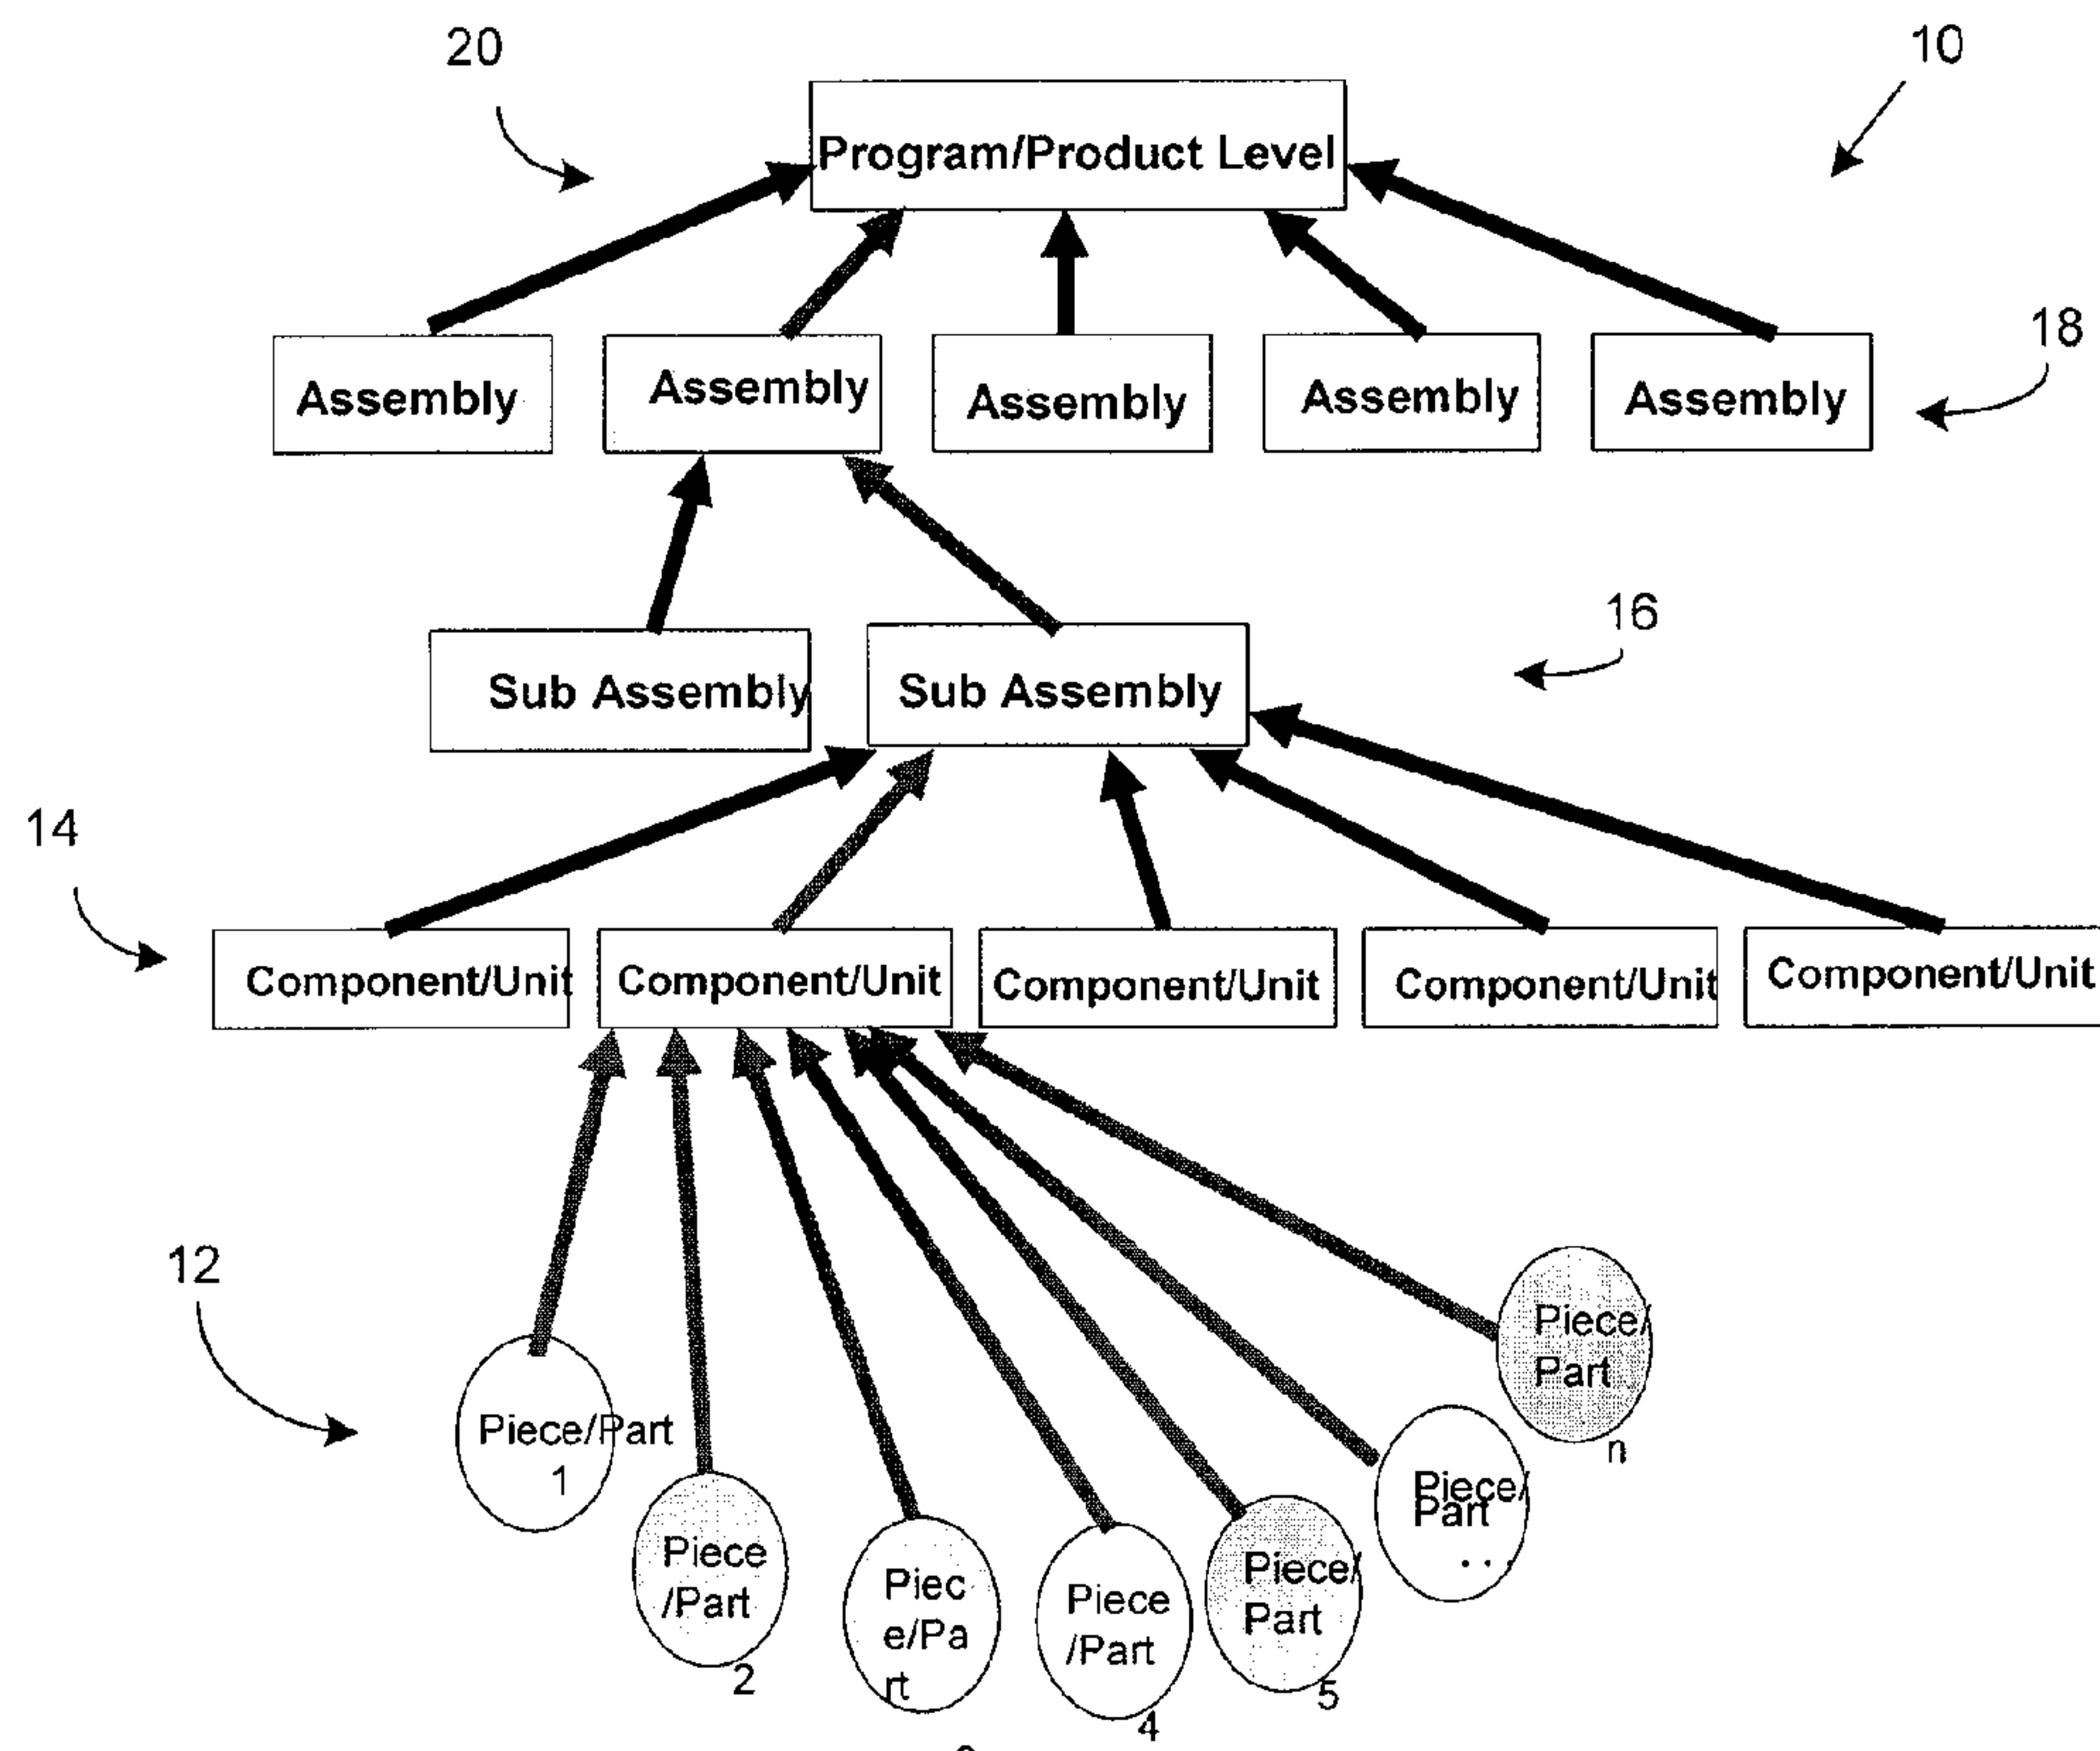 20
10
Program/Product Level
18
Assembly
Assembly
Assembly
Assembly
Assembly
16
Sub Assembly
Sub Assembly
14
Component/Unit
Component/Unit
Component/Unit
Component/Unit
Component/Unit
12
Piece/Part
1
Piece
/Part
2
Piec
e/Pa
rt
Piece
/Part
4
Piece/
Part
5
Piece/
Part
...
Piece/
Part
n